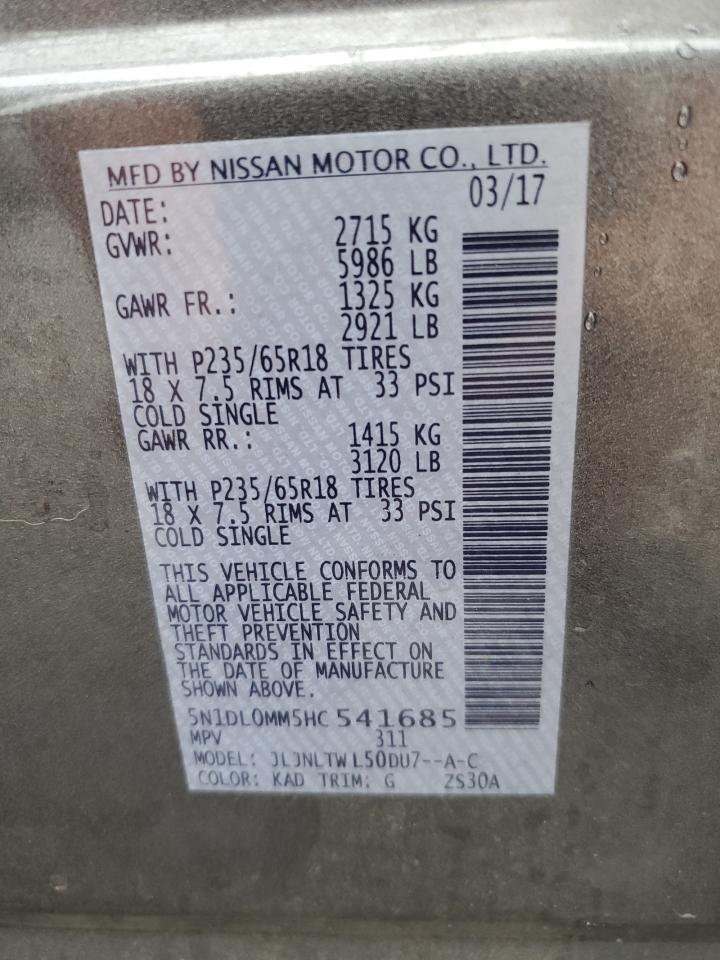 MFD BY NISSAN MOTOR CO., LTD.
DATE: 03/17
GVWR: 2715 KG
5986 LB
GAWR FR.: 1325 KG
2921 LB
WITH P235/65R18 TIRES
18 X 7.5 RIMS AT 33 PSI
COLD SINGLE
GAWR RR.: 1415 KG
3120 LB
WITH P235/65R18 TIRES
18 X 7.5 RIMS AT 33 PSI
COLD SINGLE
THIS VEHICLE CONFORMS TO
ALL APPLICABLE FEDERAL
MOTOR VEHICLE SAFETY AND
THEFT PREVENTION
STANDARDS IN EFFECT ON
THE DATE OF MANUFACTURE
SHOWN ABOVE.
5N1DL0MM5HC 541685
MPV 311
MODEL: JLJNLTW L50DU7--A-C
COLOR: KAD TRIM: G ZS30A